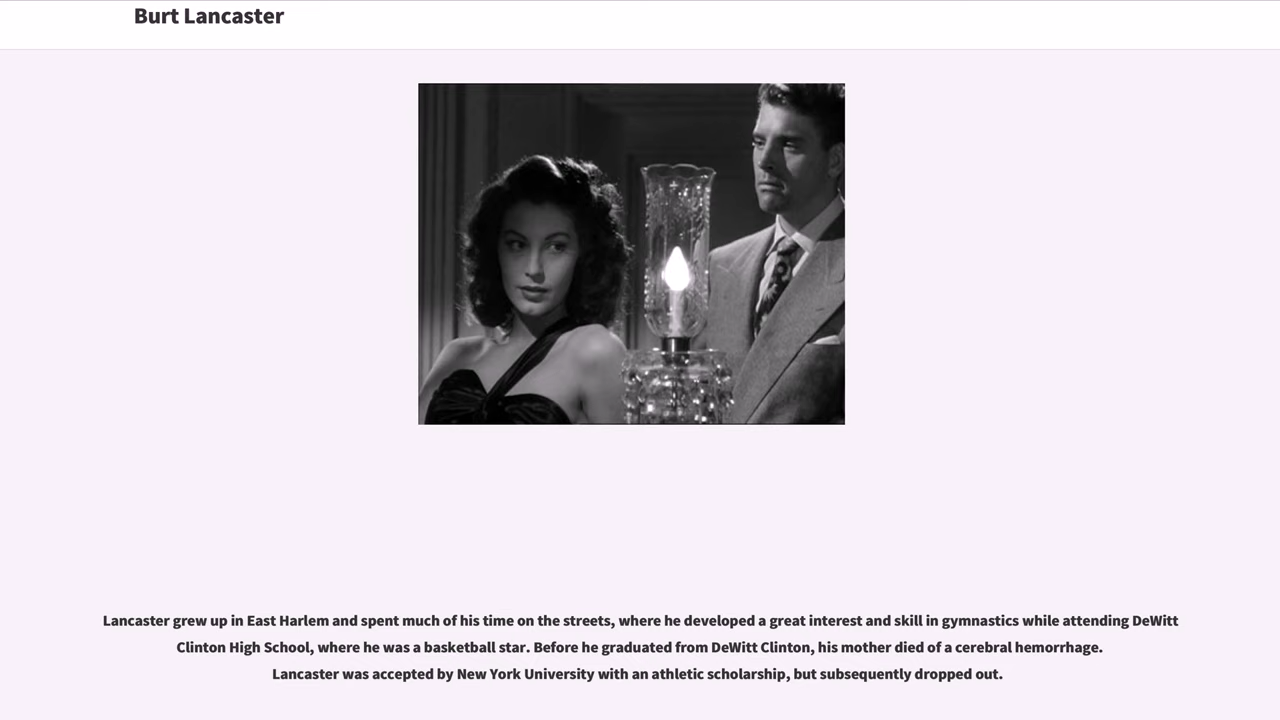 Burt Lancaster
Lancaster grew up in East Harlem and spent much of his time on the streets, where he developed a great interest and skill in gymnastics while attending DeWitt
Clinton High School, where he was a basketball star. Before he graduated from DeWitt Clinton, his mother died of a cerebral hemorrhage.
Lancaster was accepted by New York University with an athletic scholarship, but subsequently dropped out.